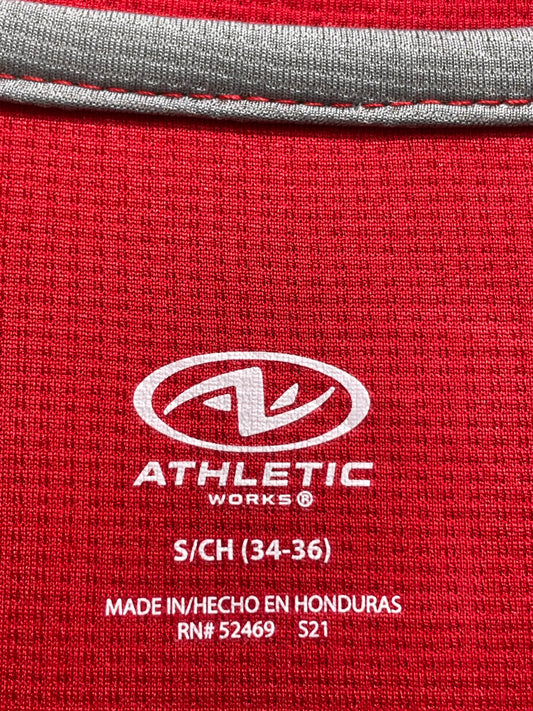 ATHLETIC
WORKS®
S/CH (34-36)
MADE IN/HECHO EN HONDURAS
RN# 52469 S21